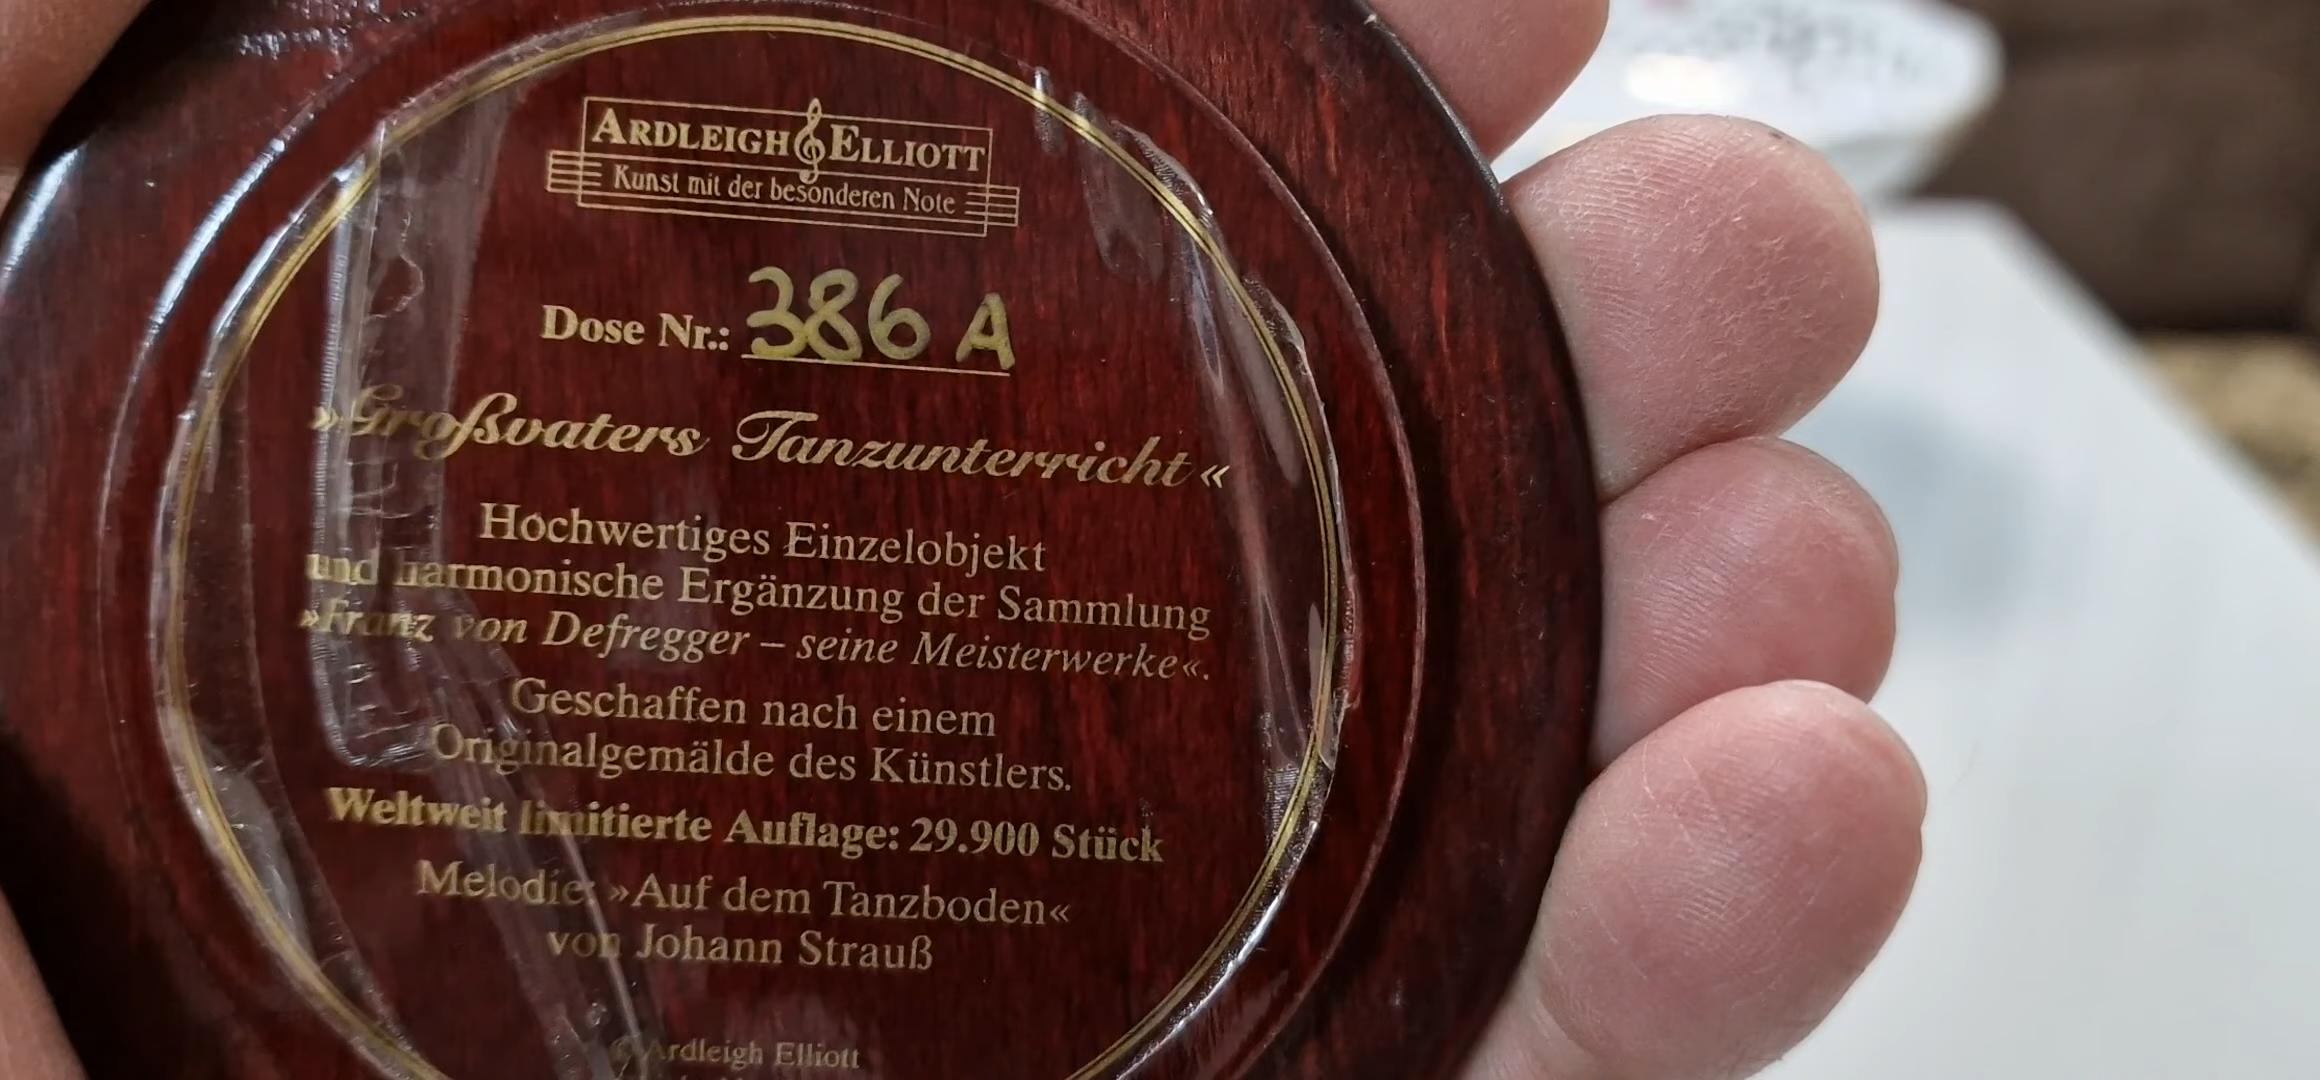 ARDLEIGH ELLIOTT
Kunst mit der besonderen Note
Dose Nr.: 386 A
»Großvaters Tanzunterricht«
Hochwertiges Einzelobjekt
und harmonische Ergänzung der Sammlung
»Franz von Defregger – seine Meisterwerke«.
Geschaffen nach einem
Originalgemälde des Künstlers.
Weltweit limitierte Auflage: 29.900 Stück
Melodie: »Auf dem Tanzboden«
von Johann Strauß
© Ardleigh Elliott